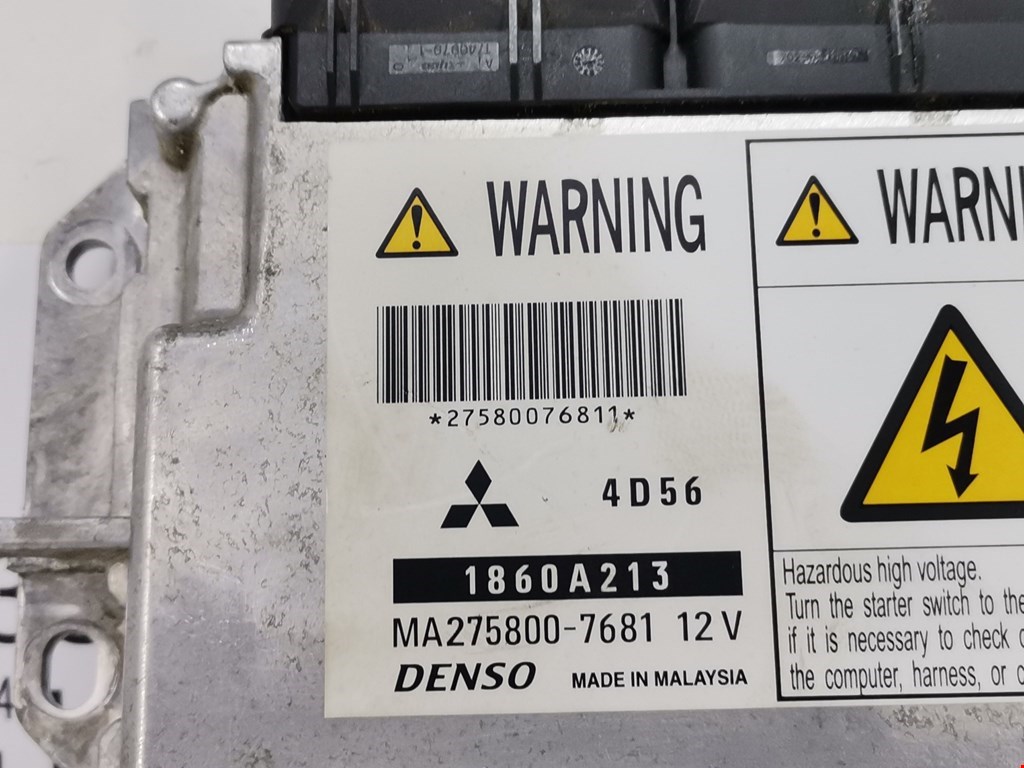 WARNING
*27580076811*
4D56
1860A213
MA275800-7681 12V
DENSO MADE IN MALAYSIA
Hazardous high voltage.
Turn the starter switch to the
if it is necessary to check
the computer, harness, or